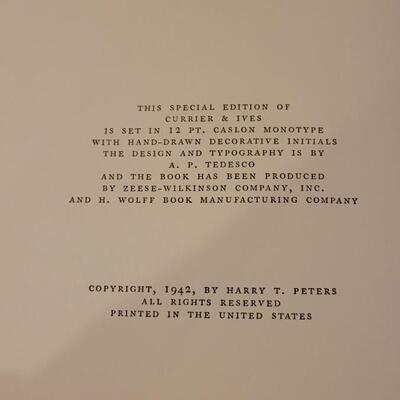 THIS SPECIAL EDITION OF
CURRIER & IVES
IS SET IN 12 PT. CASLON MONOTYPE
WITH HAND-DRAWN DECORATIVE INITIALS
THE DESIGN AND TYPOGRAPHY IS BY
A. P. TEDESCO
AND THE BOOK HAS BEEN PRODUCED
BY ZEESE-WILKINSON COMPANY, INC.
AND H. WOLFF BOOK MANUFACTURING COMPANY
COPYRIGHT, 1942, BY HARRY T. PETERS
ALL RIGHTS RESERVED
PRINTED IN THE UNITED STATES